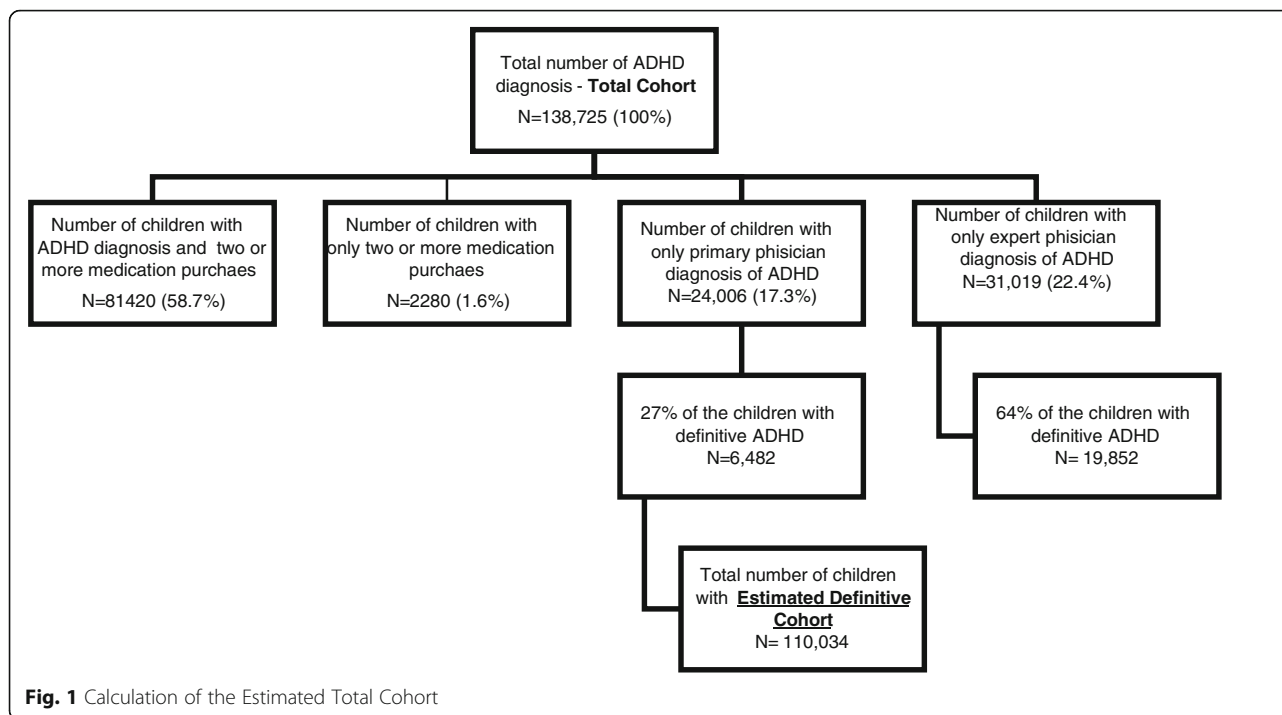 Total number of ADHD
diagnosis - Total Cohort
N=138,725 (100%)
Number of children with
ADHD diagnosis and two or
more medication purchaes
N=81420 (58.7%)
Number of children with
only two or more medication
purchaes
N=2280 (1.6%)
Number of children with
only primary phisician
diagnosis of ADHD
N=24,006 (17.3%)
Number of children with
only expert phisician
diagnosis of ADHD
N=31,019 (22.4%)
27% of the children with
definitive ADHD
N=6,482
64% of the children with
definitive ADHD
N= 19,852
Total number of children
with Estimated Definitive
Cohort
N= 110,034
Fig. 1 Calculation of the Estimated Total Cohort